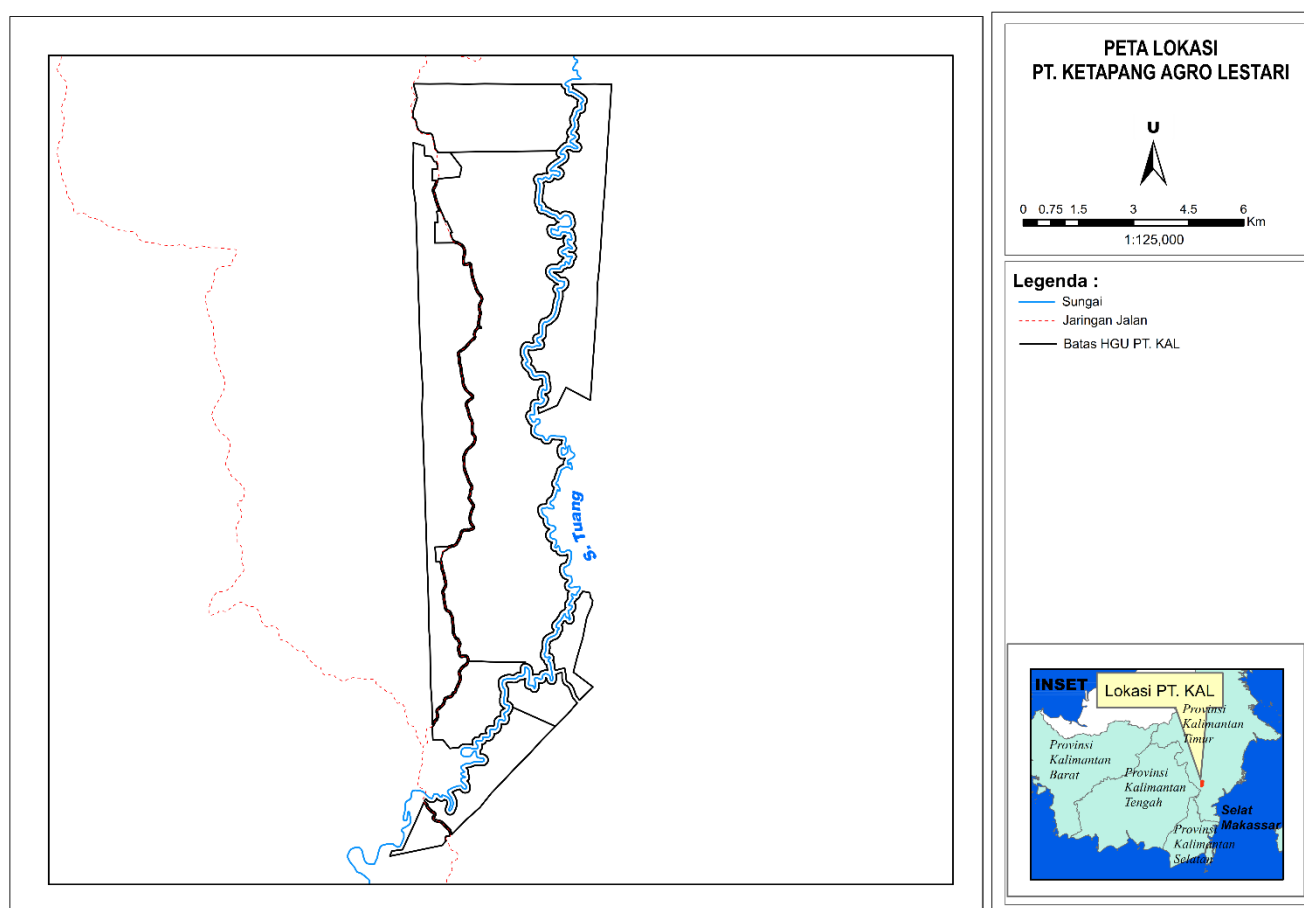 PETA LOKASI
PT. KETAPANG AGRO LESTARI
U
0 0.75 1.5 3 4.5 6
Km
1:125,000
Legenda :
Sungai
Jaringan Jalan
Batas HGU PT. KAL
S. Tuang
INSET
Lokasi PT. KAL
Provinsi
Kalimantan
Timur
Provinsi
Kalimantan
Barat
Provinsi
Kalimantan
Tengah
Selat
Makassar
Provinsi
Kalimantan
Selatan